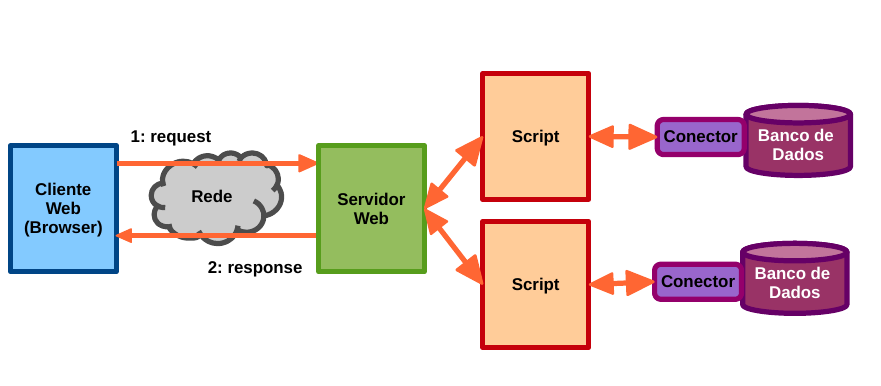 1: request
Cliente
Web
(Browser)
Rede
Servidor
Web
2: response
Script
Conector
Banco de
Dados
Script
Conector
Banco de
Dados